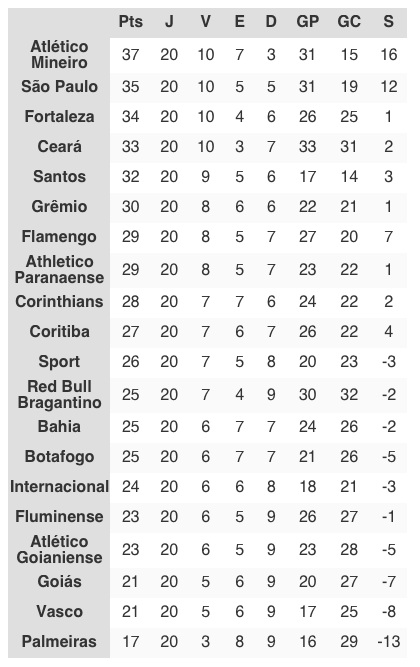 Pts J V E D GP GC S
Atlético
Mineiro 37 20 10 7 3 31 15 16
São Paulo 35 20 10 5 5 31 19 12
Fortaleza 34 20 10 4 6 26 25 1
Ceará 33 20 10 3 7 33 31 2
Santos 32 20 9 5 6 17 14 3
Grêmio 30 20 8 6 6 22 21 1
Flamengo 29 20 8 5 7 27 20 7
Athletico
Paranaense 29 20 8 5 7 23 22 1
Corinthians 28 20 7 7 6 24 22 2
Coritiba 27 20 7 6 7 26 22 4
Sport 26 20 7 5 8 20 23 -3
Red Bull
Bragantino 25 20 7 4 9 30 32 -2
Bahia 25 20 6 7 7 24 26 -2
Botafogo 25 20 6 7 7 21 26 -5
Internacional 24 20 6 6 8 18 21 -3
Fluminense 23 20 6 5 9 26 27 -1
Atlético
Goianiense 23 20 6 5 9 23 28 -5
Goiás 21 20 5 6 9 20 27 -7
Vasco 21 20 5 6 9 17 25 -8
Palmeiras 17 20 3 8 9 16 29 -13